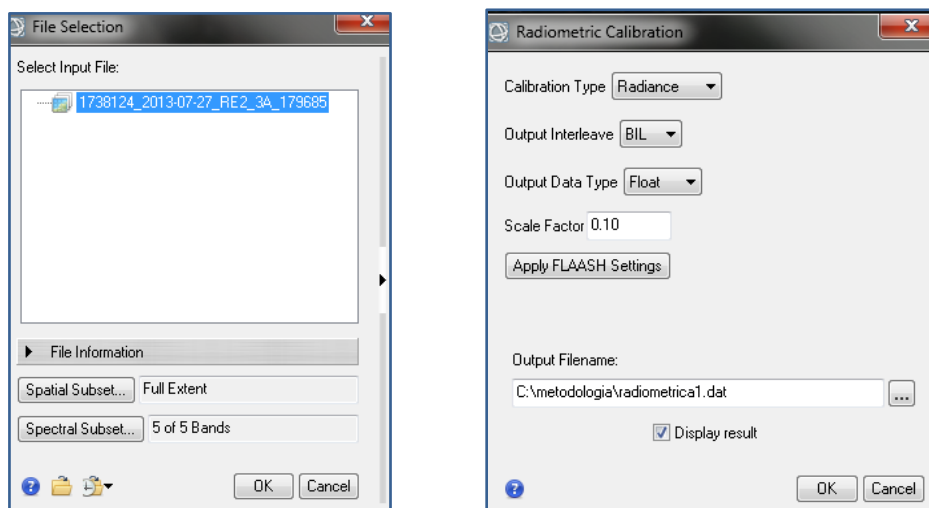 File Selection
Select Input File:
1738124_2013-07-27_RE2_3A_179685
File Information
Spatial Subset... Full Extent
Spectral Subset... 5 of 5 Bands
OK Cancel
Radiometric Calibration
Calibration Type Radiance
Output Interleave BIL
Output Data Type Float
Scale Factor 0.10
Apply FLAASH Settings
Output Filename:
C:\metodologia\radiometrica1.dat ...
Display result
OK Cancel